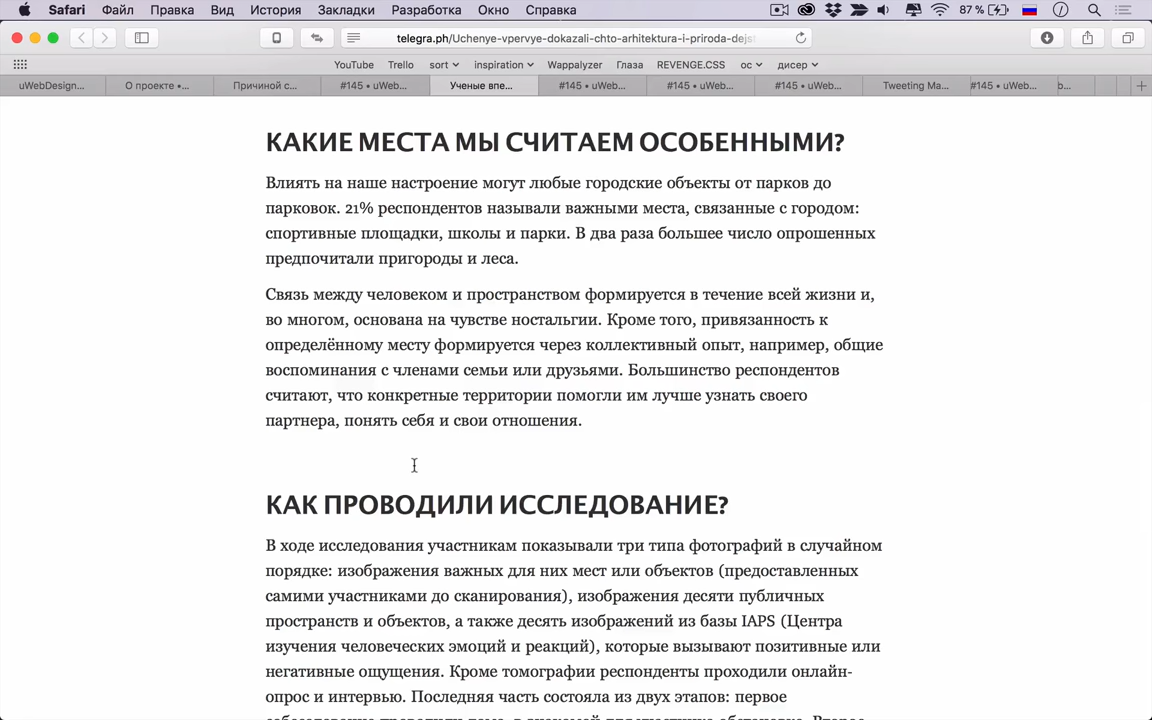 Safari Файл Правка Вид История Закладки Разработка Окно Справка 87 %
telegra.ph/Uchenye-vpervye-dokazali-chto-arhitektura-i-priroda-dejst
YouTube Trello sort inspiration Wappalyzer Глаза REVENGE.CSS ос дисер
uWebDesign... О проекте •... Причиной с... #145 • uWeb... Ученые впе... #145 • uWeb... #145 • uWeb... #145 • uWeb... Tweeting Ma... #145 • uWeb... b...
КАКИЕ МЕСТА МЫ СЧИТАЕМ ОСОБЕННЫМИ?
Влиять на наше настроение могут любые городские объекты от парков до
парковок. 21% респондентов называли важными места, связанные с городом:
спортивные площадки, школы и парки. В два раза большее число опрошенных
предпочитали пригороды и леса.
Связь между человеком и пространством формируется в течение всей жизни и,
во многом, основана на чувстве ностальгии. Кроме того, привязанность к
определённому месту формируется через коллективный опыт, например, общие
воспоминания с членами семьи или друзьями. Большинство респондентов
считают, что конкретные территории помогли им лучше узнать своего
партнера, понять себя и свои отношения.
КАК ПРОВОДИЛИ ИССЛЕДОВАНИЕ?
В ходе исследования участникам показывали три типа фотографий в случайном
порядке: изображения важных для них мест или объектов (предоставленных
самими участниками до сканирования), изображения десяти публичных
пространств и объектов, а также десять изображений из базы IAPS (Центра
изучения человеческих эмоций и реакций), которые вызывают позитивные или
негативные ощущения. Кроме томографии респонденты проходили онлайн-
опрос и интервью. Последняя часть состояла из двух этапов: первое